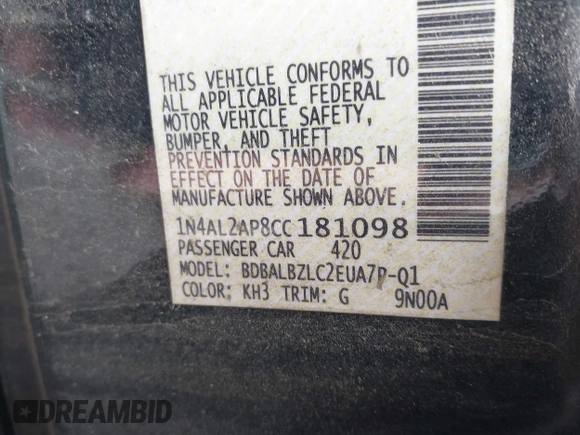 THIS VEHICLE CONFORMS TO
ALL APPLICABLE FEDERAL
MOTOR VEHICLE SAFETY,
BUMPER, AND THEFT
PREVENTION STANDARDS IN
EFFECT ON THE DATE OF
MANUFACTURE SHOWN ABOVE.
1N4AL2AP8CC181098
PASSENGER CAR 420
MODEL: BDBALBZLC2EUA7P-Q1
COLOR: KH3 TRIM: G 9N00A
DREAMBID